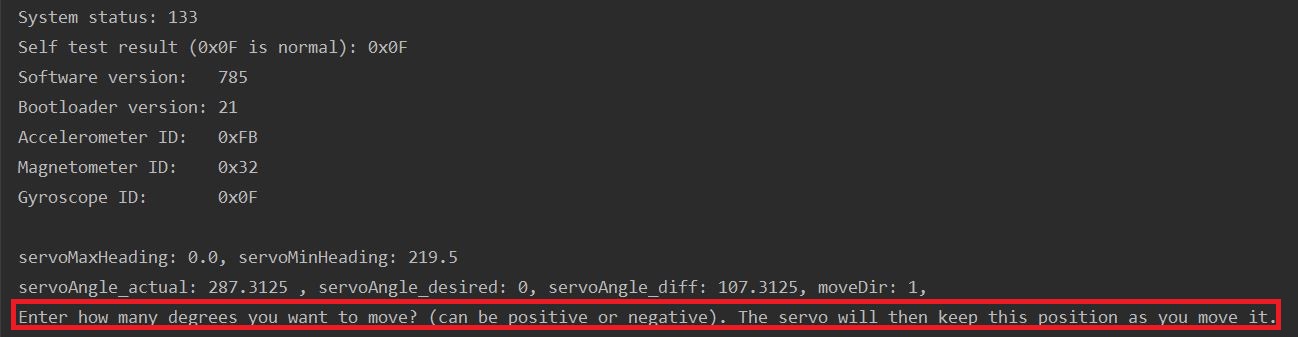 System status: 133
Self test result (0x0F is normal): 0x0F
Software version:   785
Bootloader version: 21
Accelerometer ID:   0xFB
Magnetometer ID:    0x32
Gyroscope ID:       0x0F
servoMaxHeading: 0.0, servoMinHeading: 219.5
servoAngle_actual: 287.3125 , servoAngle_desired: 0, servoAngle_diff: 107.3125, moveDir: 1,
Enter how many degrees you want to move? (can be positive or negative). The servo will then keep this position as you move it.